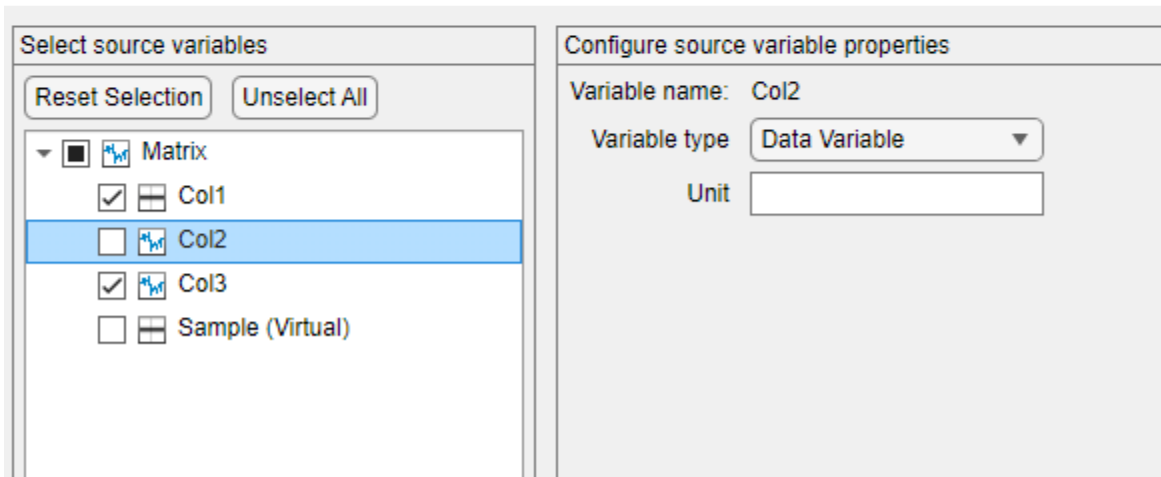 Select source variables
Reset Selection Unselect All
Matrix
Col1
Col2
Col3
Sample (Virtual)
Configure source variable properties
Variable name: Col2
Variable type Data Variable
Unit